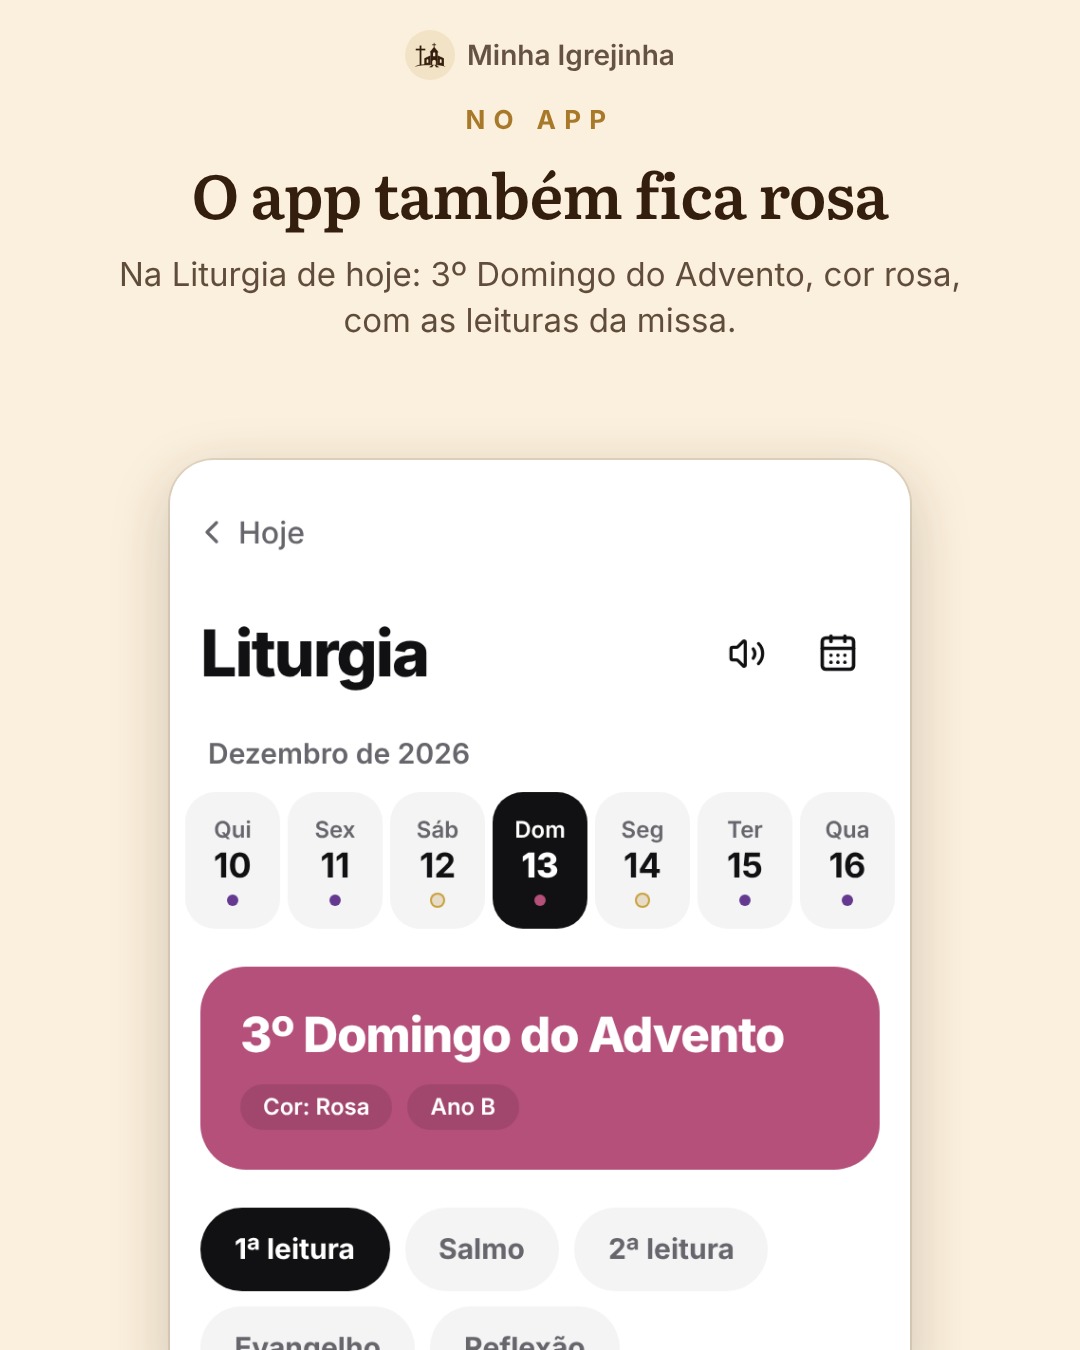 Minha Igrejinha
NO APP
O app também fica rosa
Na Liturgia de hoje: 3º Domingo do Advento, cor rosa,
com as leituras da missa.
Hoje
Liturgia
Dezembro de 2026
Qui Sex Sáb Dom Seg Ter Qua
10 11 12 13 14 15 16
3º Domingo do Advento
Cor: Rosa Ano B
1ª leitura Salmo 2ª leitura
Evangelho Reflexão